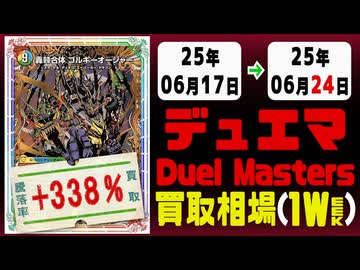 9
轟轟合体 ゴルギーオージャー
騰落率
+338%
買取
25年
06月17日
25年
06月24日
デュエマ
Duel Masters
買取相場(1W毎)